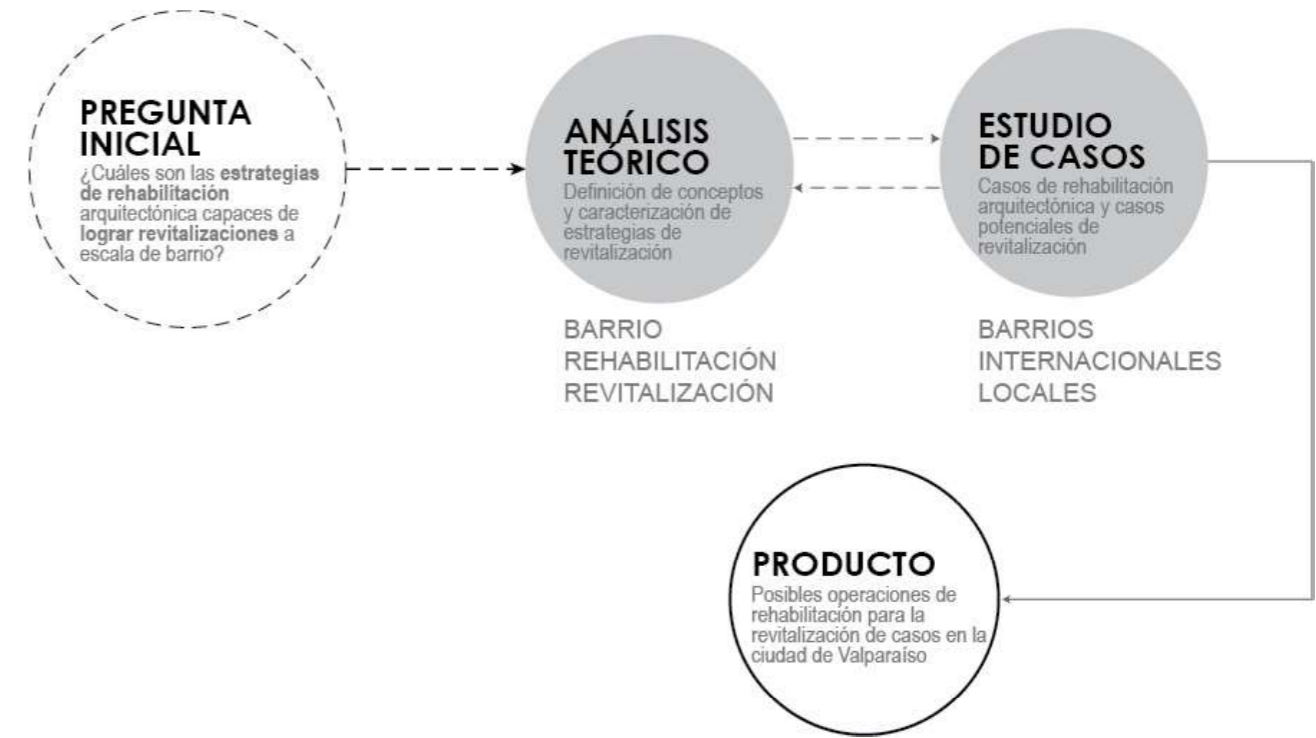 PREGUNTA
INICIAL
¿Cuáles son las estrategias
de rehabilitación
arquitectónica capaces de
lograr revitalizaciones a
escala de barrio?
ANÁLISIS
TEÓRICO
Definición de conceptos
y caracterización de
estrategias de
revitalización
BARRIO
REHABILITACIÓN
REVITALIZACIÓN
ESTUDIO
DE CASOS
Casos de rehabilitación
arquitectónica y casos
potenciales de
revitalización
BARRIOS
INTERNACIONALES
LOCALES
PRODUCTO
Posibles operaciones de
rehabilitación para la
revitalización de casos en la
ciudad de Valparaíso